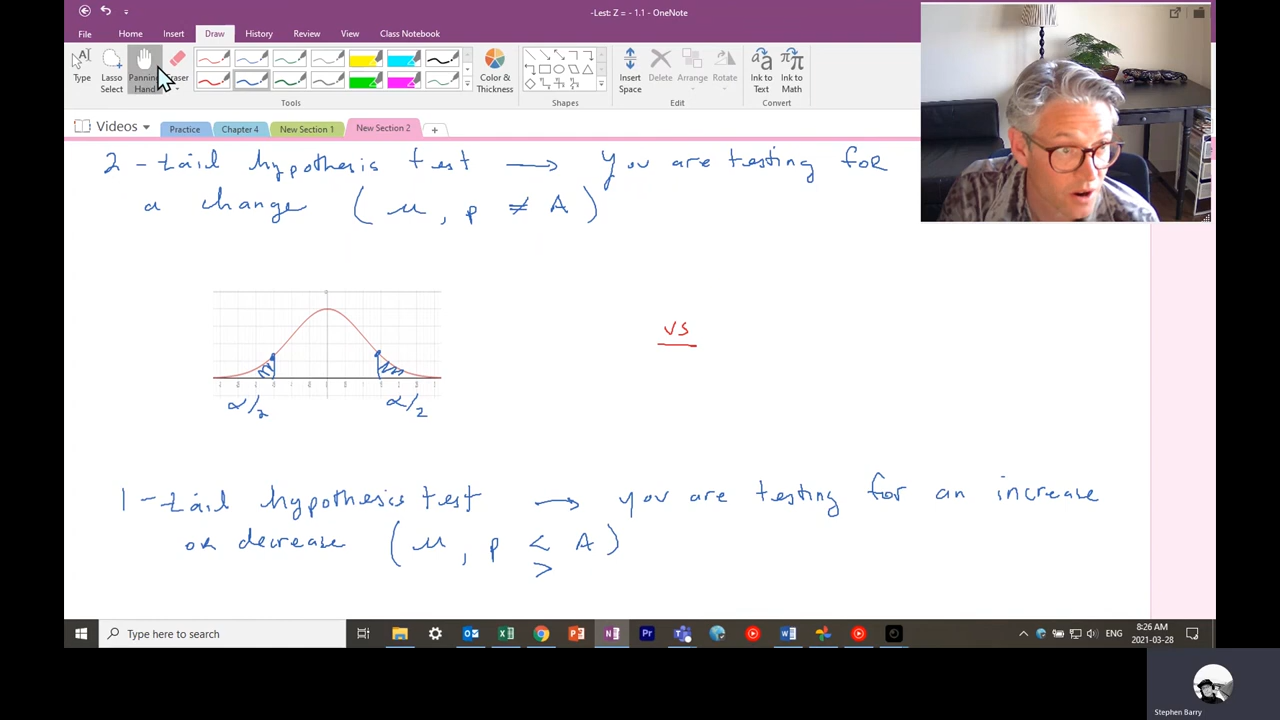 -Lest: Z = - 1.1 - OneNote
File Home Insert Draw History Review View Class Notebook
Type Lasso Select Panning Hand Eraser Color & Thickness Insert Space Delete Arrange Rotate Ink to Text Ink to Math
Tools Shapes Edit Convert
Videos Practice Chapter 4 New Section 1 New Section 2
2-tail hypothesis test → you are testing for
a change (μ, p ≠ A)
vs
α/2 α/2
1-tail hypothesis test → you are testing for an increase
or decrease (μ, p < A)
>
Type here to search
ENG
8:26 AM
2021-03-28
Stephen Barry